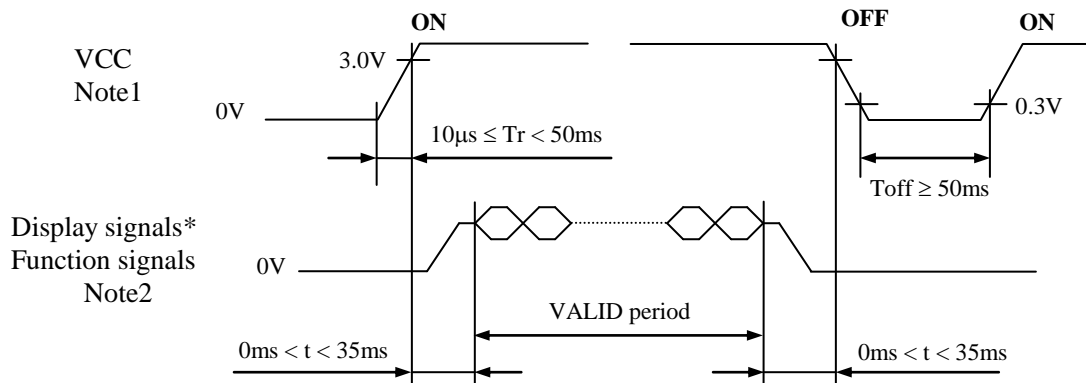 ON
OFF
ON
VCC
Note1
3.0V
0V
0.3V
10μs ≤ Tr < 50ms
Toff ≥ 50ms
Display signals*
Function signals
Note2
0V
VALID period
0ms < t < 35ms
0ms < t < 35ms